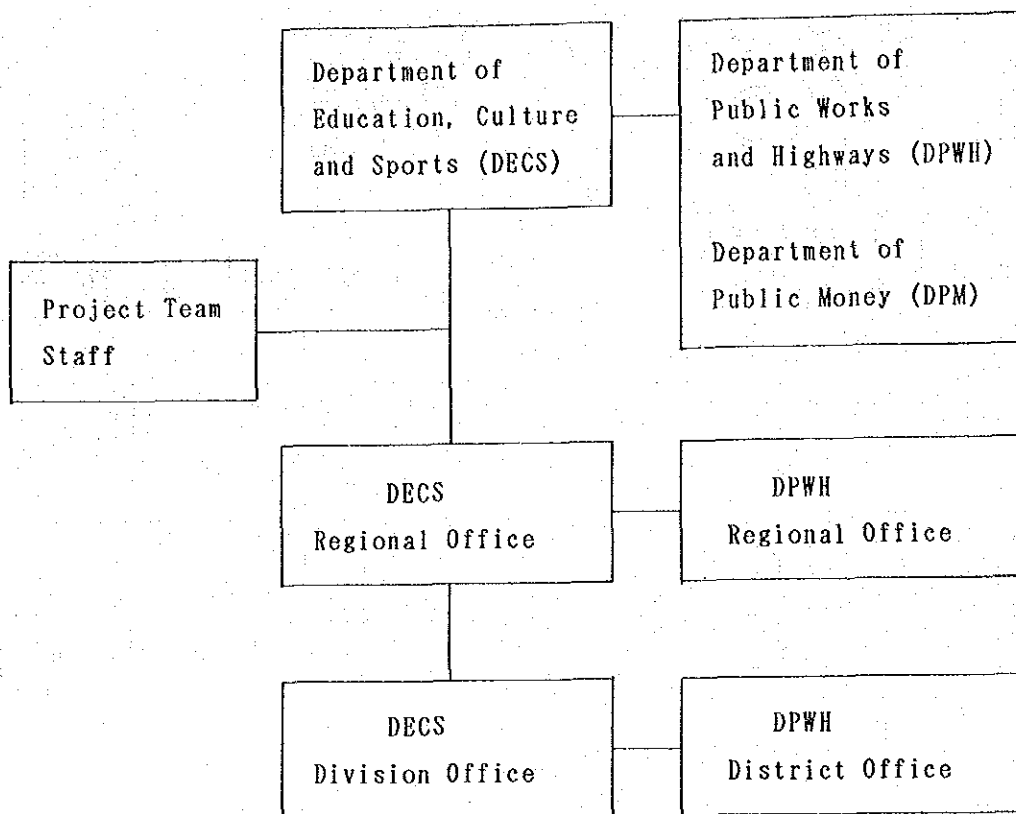 Department of
Education, Culture
and Sports (DECS)
Department of
Public Works
and Highways (DPWH)
Department of
Public Money (DPM)
Project Team
Staff
DECS
Regional Office
DPWH
Regional Office
DECS
Division Office
DPWH
District Office